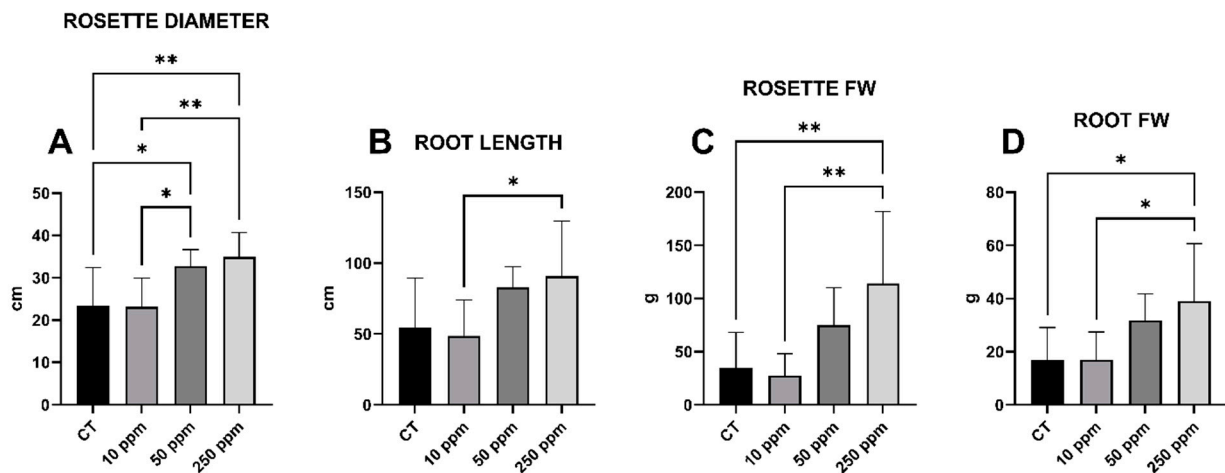 ROSETTE DIAMETER
**
**
A
*
*
50
40
30
20
10
0
cm
CT
10 ppm
50 ppm
250 ppm
B
ROOT LENGTH
*
150
100
50
0
cm
CT
10 ppm
50 ppm
250 ppm
ROSETTE FW
C
**
**
200
150
100
50
0
g
CT
10 ppm
50 ppm
250 ppm
D
ROOT FW
*
*
80
60
40
20
0
g
CT
10 ppm
50 ppm
250 ppm